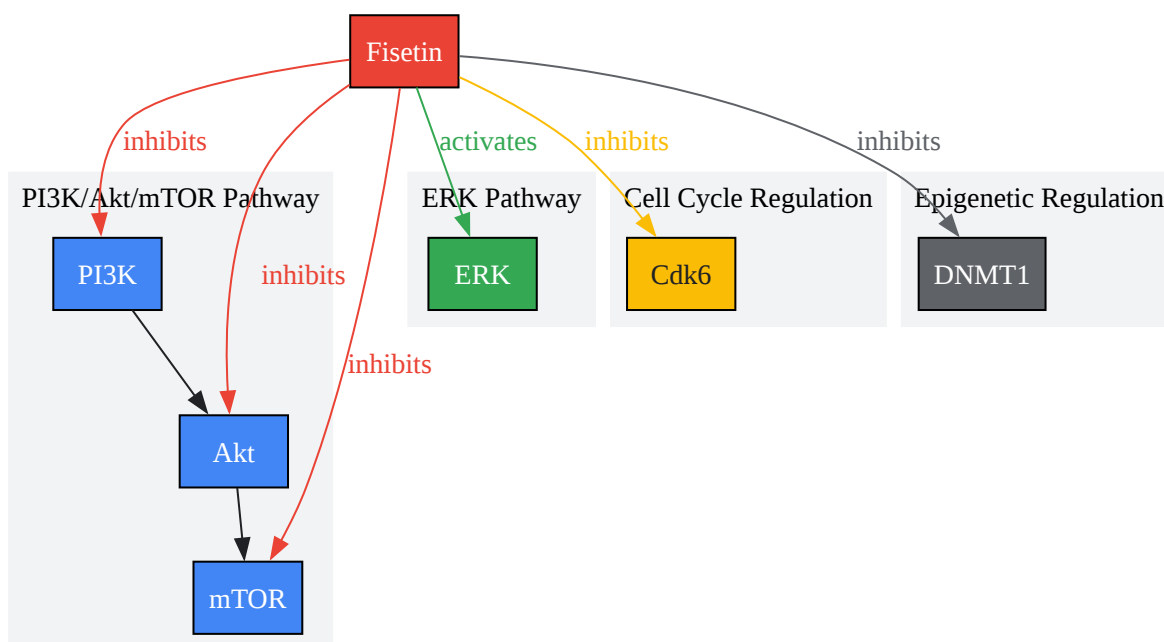 Fisetin
inhibits
activates
inhibits
inhibits
PI3K/Akt/mTOR Pathway
ERK Pathway
Cell Cycle Regulation
Epigenetic Regulation
PI3K
inhibits
ERK
Cdk6
DNMT1
inhibits
Akt
mTOR